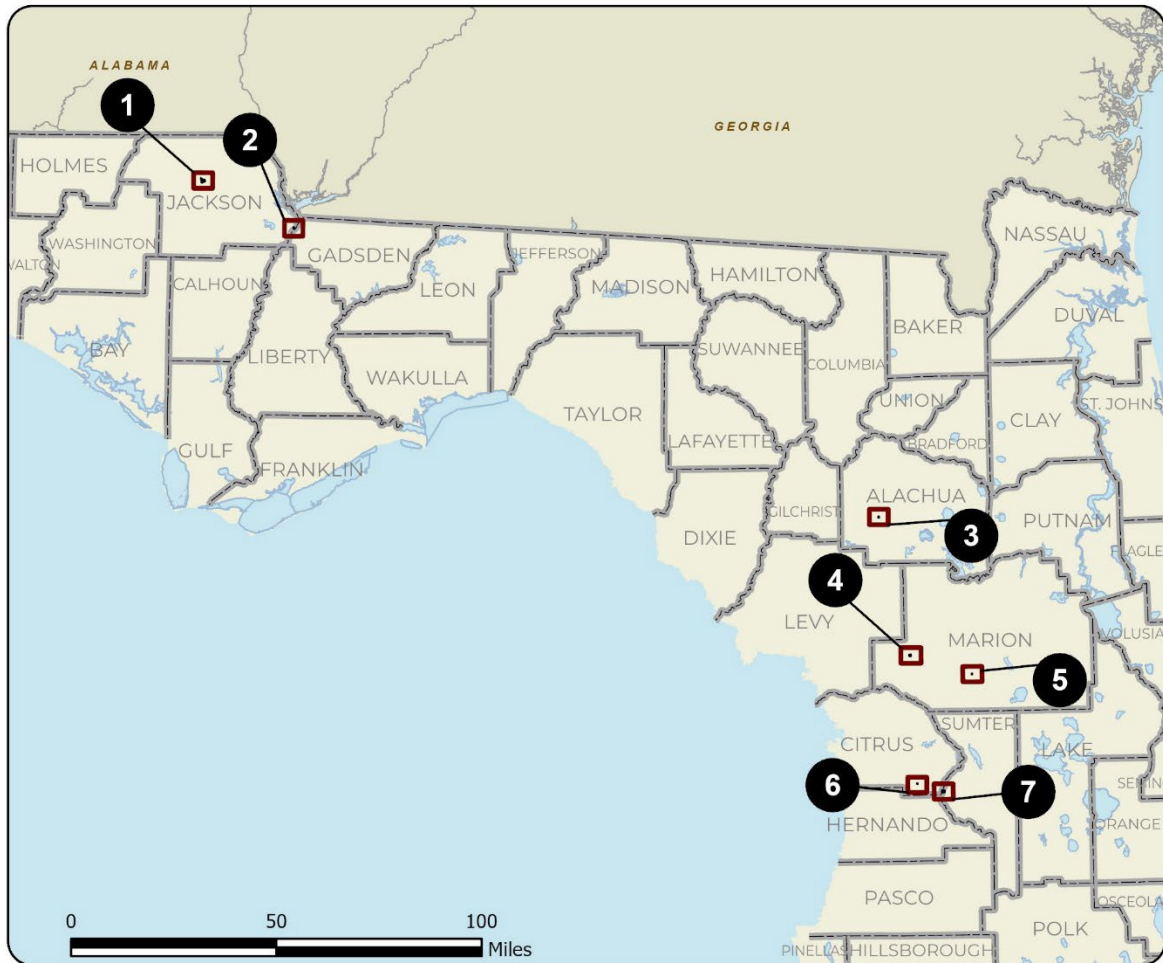 ALABAMA
1
2
GEORGIA
HOLMES
JACKSON
NASSAU
WASHINGTON
GADSDEN
JEFFERSON
HAMILTON
WALTON
CALHOUN
LEON
MADISON
BAKER
DUVAL
BAY
LIBERTY
SUWANNEE
COLUMBIA
WAKULLA
UNION
ST. JOHNS
TAYLOR
CLAY
GULF
LAFAYETTE
BRADFORD
FRANKLIN
ALACHUA
GILCHRIST
PUTNAM
DIXIE
3
FLAGLE
4
LEVY
MARION
VOLUSIA
5
SUMTER
CITRUS
LAKE
6
7
SEMIN
HERNANDO
ORANGE
PASCO
OSCEOLA
0 50 100
POLK
Miles
PINELLAS
HILLSBOROUGH